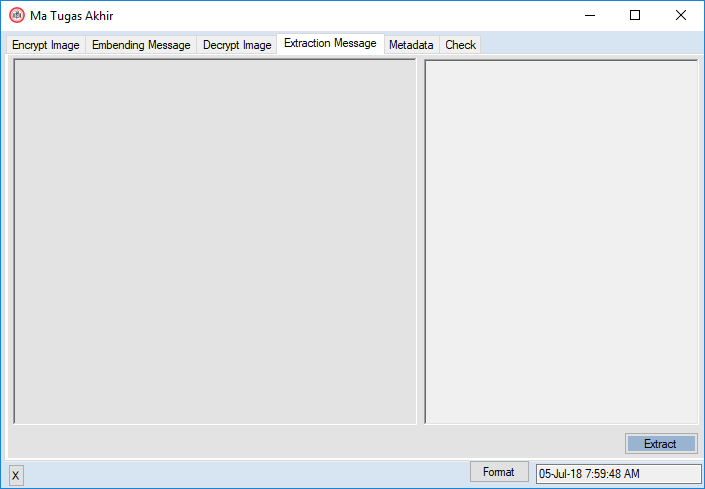 Ma Tugas Akhir
Encrypt Image Embending Message Decrypt Image Extraction Message Metadata Check
Extract
X Format 05-Jul-18 7:59:48 AM